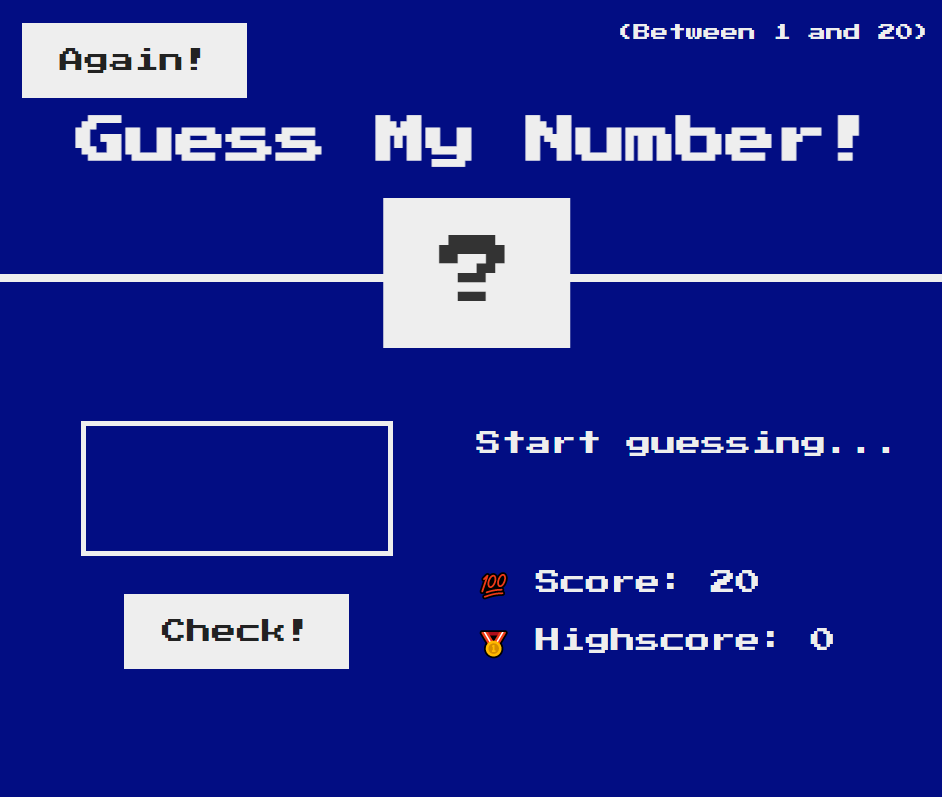 Again!
(Between 1 and 20)
Guess My Number!
?
Start guessing...
Check!
💯 Score: 20
🥇 Highscore: 0